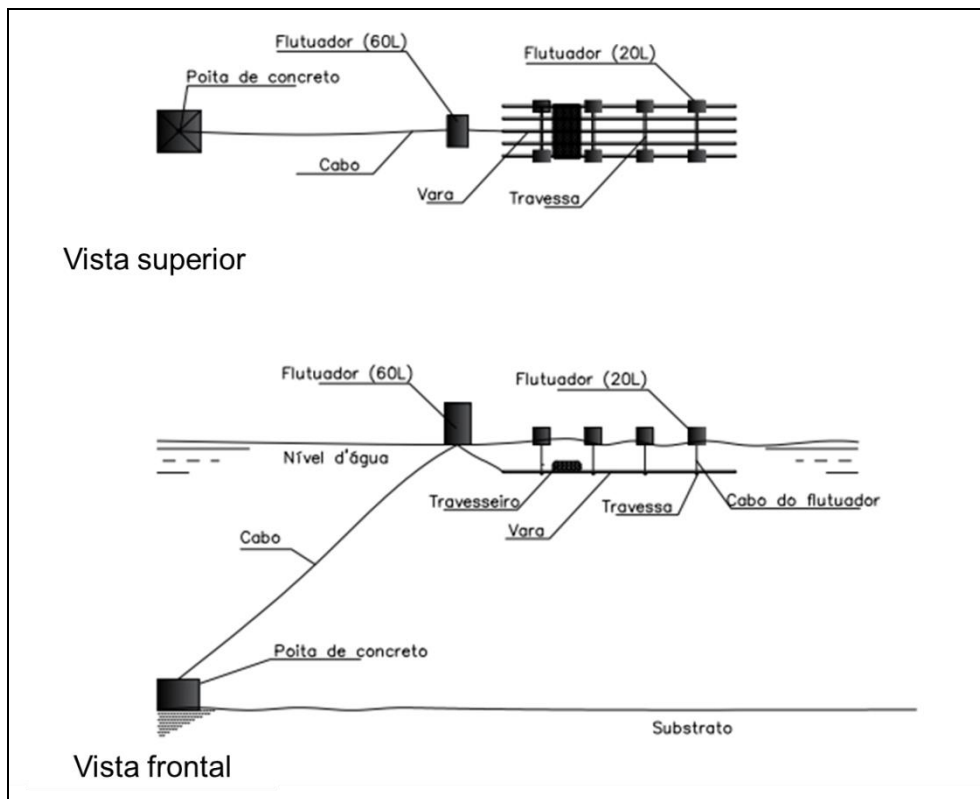 Flutuador (60L)
Flutuador (20L)
Poita de concreto
Cabo
Vara
Travessa
Vista superior
Flutuador (60L)
Flutuador (20L)
Nível d'água
Travesseiro
Travessa
Cabo do flutuador
Vara
Cabo
Poita de concreto
Substrato
Vista frontal